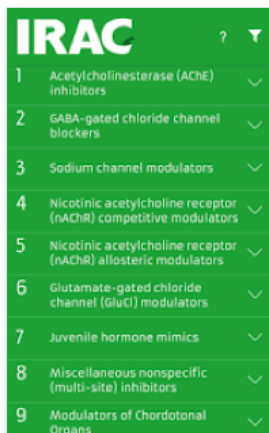 IRAC ?
1 Acetylcholinesterase (AChE)
inhibitors
2 GABA-gated chloride channel
blockers
3 Sodium channel modulators
4 Nicotinic acetylcholine receptor
(nAChR) competitive modulators
5 Nicotinic acetylcholine receptor
(nAChR) allosteric modulators
6 Glutamate-gated chloride
channel (GluCl) modulators
7 Juvenile hormone mimics
8 Miscellaneous nonspecific
(multi-site) inhibitors
9 Modulators of Chordotonal
Organs